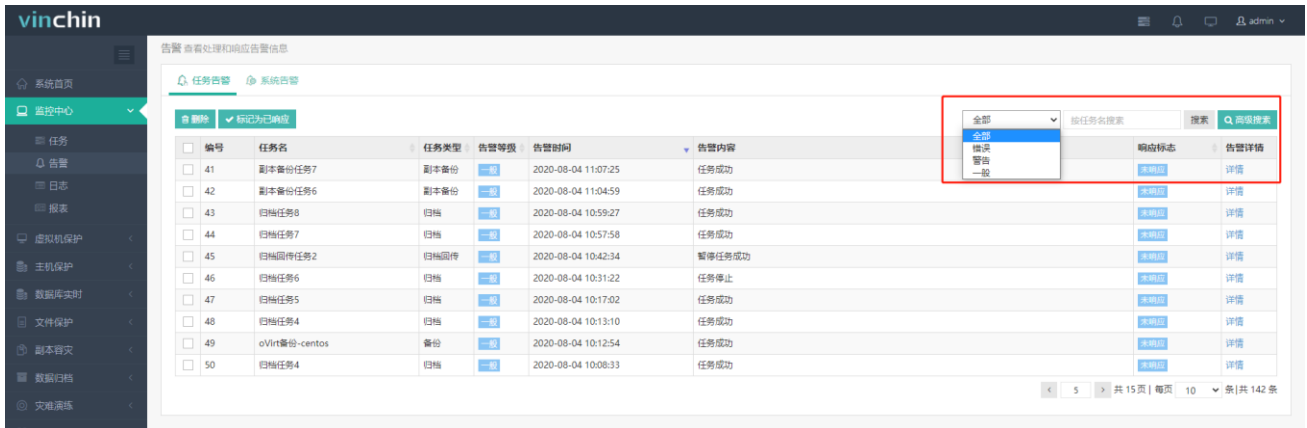 vinchin
admin
告警 查看处理和响应告警信息
系统首页
任务告警 系统告警
监控中心
删除 标记为已响应 全部 按任务名搜索 搜索 高级搜索
全部
错误
警告
一般
任务
告警
日志
报表
虚拟机保护
主机保护
数据库实时
文件保护
副本容灾
数据归档
灾难演练
编号 任务名 任务类型 告警等级 告警时间 告警内容 响应标志 告警详情
41 副本备份任务7 副本备份 一般 2020-08-04 11:07:25 任务成功 未响应 详情
42 副本备份任务6 副本备份 一般 2020-08-04 11:04:59 任务成功 未响应 详情
43 归档任务8 归档 一般 2020-08-04 10:59:27 任务成功 未响应 详情
44 归档任务7 归档 一般 2020-08-04 10:57:58 任务成功 未响应 详情
45 归档回传任务2 归档回传 一般 2020-08-04 10:42:34 暂停任务成功 未响应 详情
46 归档任务6 归档 一般 2020-08-04 10:31:22 任务停止 未响应 详情
47 归档任务5 归档 一般 2020-08-04 10:17:02 任务成功 未响应 详情
48 归档任务4 归档 一般 2020-08-04 10:13:10 任务成功 未响应 详情
49 oVirt备份-centos 备份 一般 2020-08-04 10:12:54 任务成功 未响应 详情
50 归档任务4 归档 一般 2020-08-04 10:08:33 任务成功 未响应 详情
< 5 > 共 15页 | 每页 10 条|共 142 条